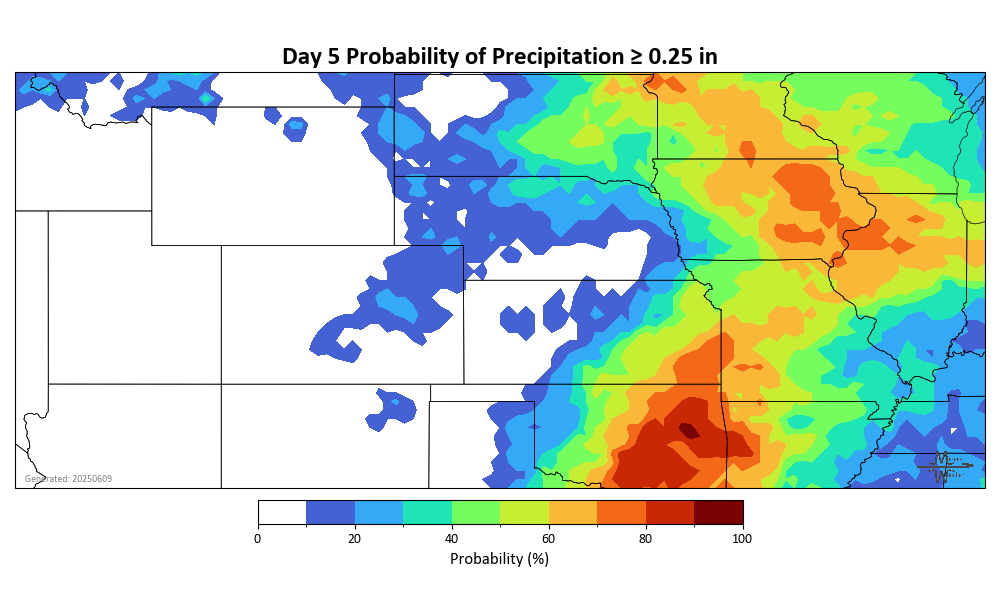 Day 5 Probability of Precipitation ≥ 0.25 in
Generated: 20250609
0 20 40 60 80 100
Probability (%)